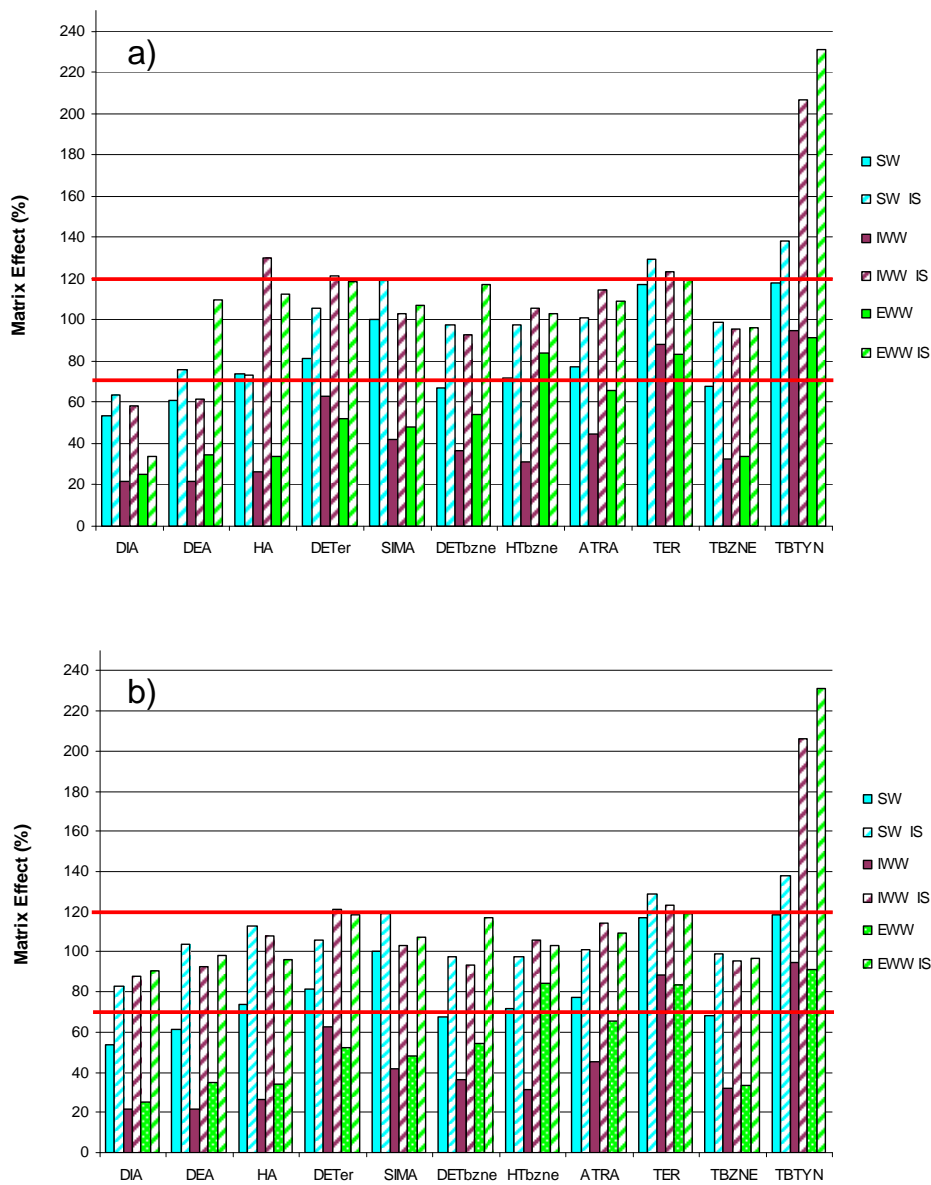 a)
Matrix Effect (%)
240
220
200
180
160
140
120
100
80
60
40
20
0
DIA DEA HA DETer SIMA DETbzne HTbzne ATRA TER TBZNE TBTYN
SW
SW IS
IWW
IWW IS
EWW
EWW IS
b)
Matrix Effect (%)
240
220
200
180
160
140
120
100
80
60
40
20
0
DIA DEA HA DETer SIMA DETbzne HTbzne ATRA TER TBZNE TBTYN
SW
SW IS
IWW
IWW IS
EWW
EWW IS